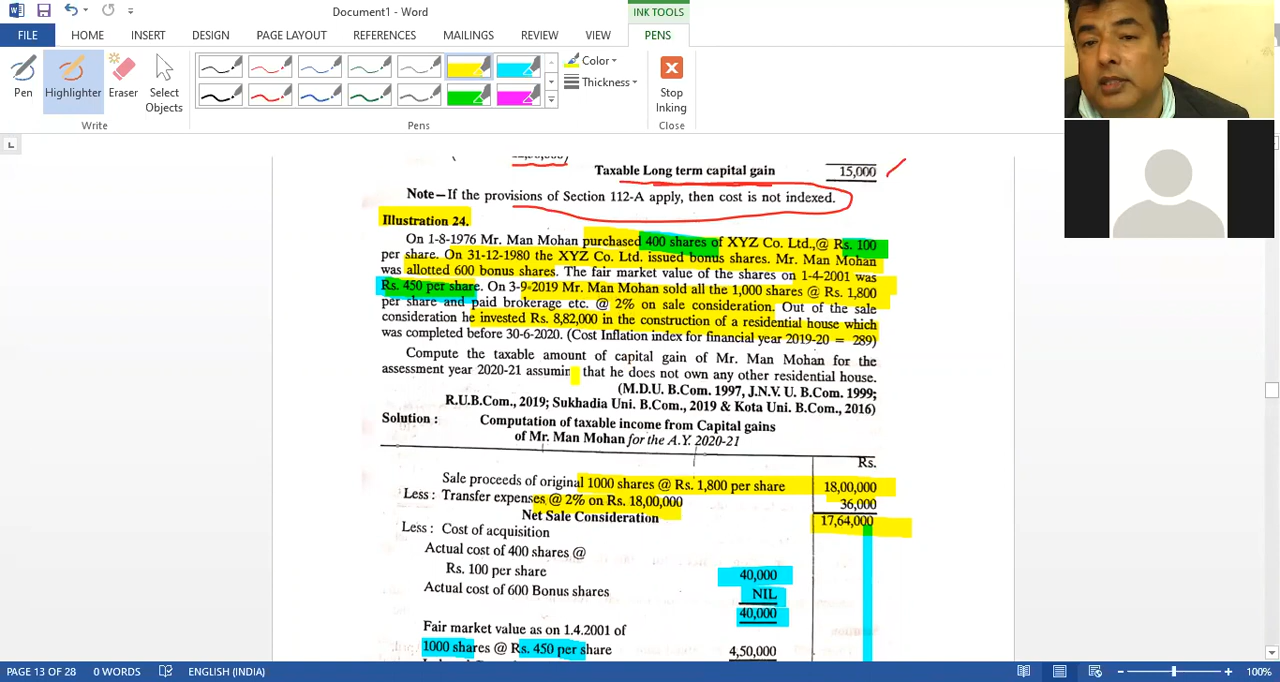 Document1 - Word
INK TOOLS
FILE
HOME
INSERT
DESIGN
PAGE LAYOUT
REFERENCES
MAILINGS
REVIEW
VIEW
PENS
Pen
Highlighter
Eraser
Select
Objects
Color
Thickness
Stop
Inking
Write
Pens
Close
Taxable Long term capital gain 15,000
Note—If the provisions of Section 112-A apply, then cost is not indexed.
Illustration 24.
On 1-8-1976 Mr. Man Mohan purchased 400 shares of XYZ Co. Ltd.,@ Rs. 100
per share. On 31-12-1980 the XYZ Co. Ltd. issued bonus shares. Mr. Man Mohan
was allotted 600 bonus shares. The fair market value of the shares on 1-4-2001 was
Rs. 450 per share. On 3-9-2019 Mr. Man Mohan sold all the 1,000 shares @ Rs. 1,800
per share and paid brokerage etc. @ 2% on sale consideration. Out of the sale
consideration he invested Rs. 8,82,000 in the construction of a residential house which
was completed before 30-6-2020. (Cost Inflation index for financial year 2019-20 = 289)
Compute the taxable amount of capital gain of Mr. Man Mohan for the
assessment year 2020-21 assumin that he does not own any other residential house.
(M.D.U. B.Com. 1997, J.N.V. U. B.Com. 1999;
R.U.B.Com., 2019; Sukhadia Uni. B.Com., 2019 & Kota Uni. B.Com., 2016)
Solution : Computation of taxable income from Capital gains
of Mr. Man Mohan for the A.Y. 2020-21
Rs.
Sale proceeds of original 1000 shares @ Rs. 1,800 per share 18,00,000
Less : Transfer expenses @ 2% on Rs. 18,00,000 36,000
Net Sale Consideration 17,64,000
Less : Cost of acquisition
Actual cost of 400 shares @
Rs. 100 per share 40,000
Actual cost of 600 Bonus shares NIL
40,000
Fair market value as on 1.4.2001 of
1000 shares @ Rs. 450 per share 4,50,000
PAGE 13 OF 28
0 WORDS
ENGLISH (INDIA)
100%